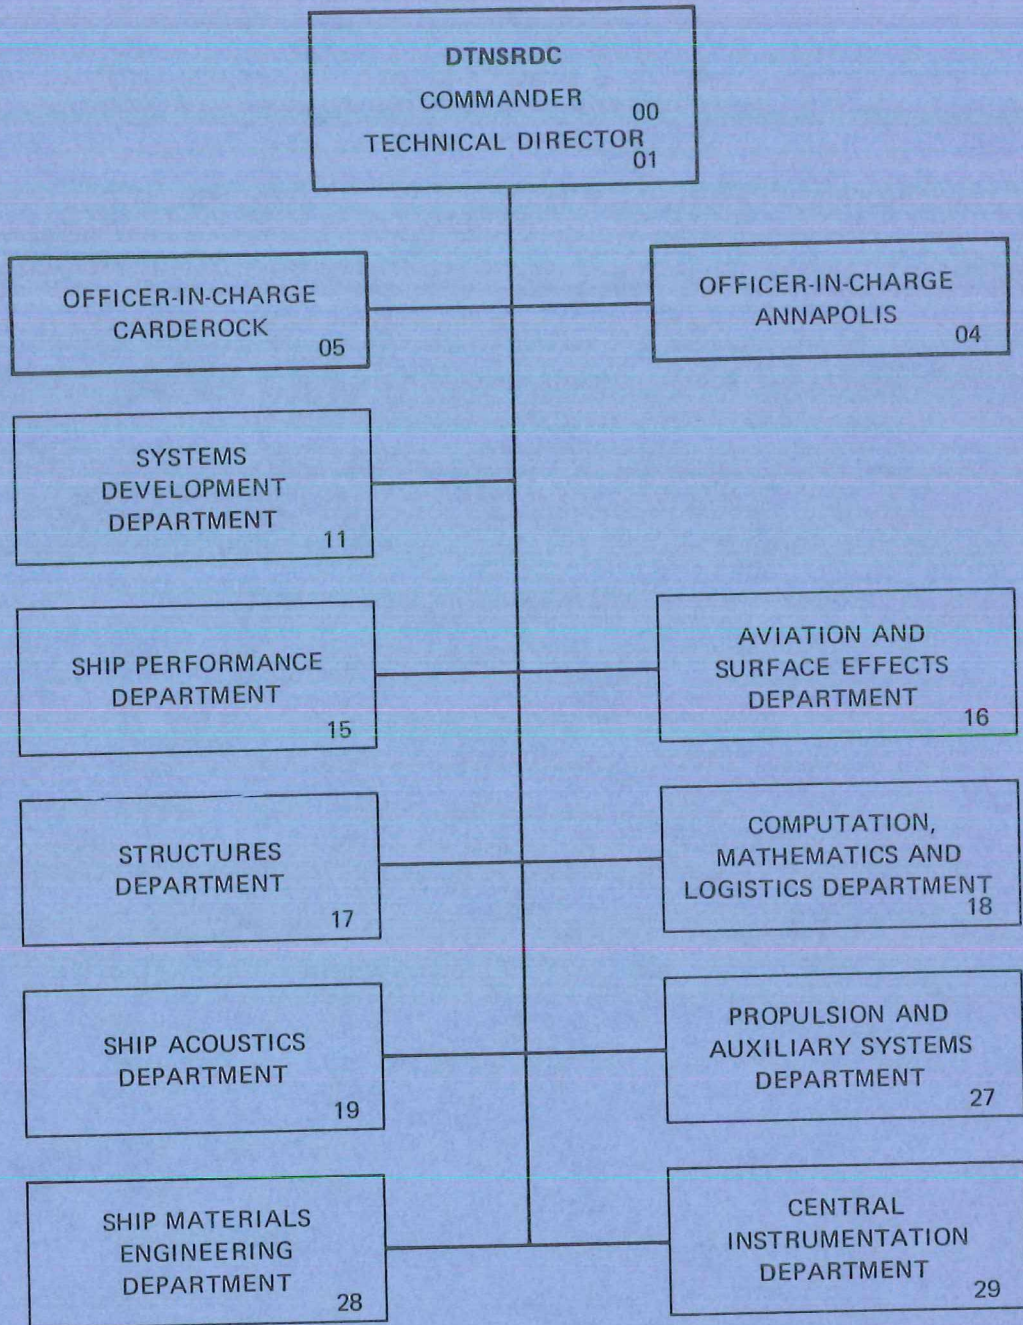 DTNSRDC
COMMANDER
00
TECHNICAL DIRECTOR
01
OFFICER-IN-CHARGE
CARDEROCK
05
OFFICER-IN-CHARGE
ANNAPOLIS
04
SYSTEMS
DEVELOPMENT
DEPARTMENT
11
SHIP PERFORMANCE
DEPARTMENT
15
AVIATION AND
SURFACE EFFECTS
DEPARTMENT
16
STRUCTURES
DEPARTMENT
17
COMPUTATION,
MATHEMATICS AND
LOGISTICS DEPARTMENT
18
SHIP ACOUSTICS
DEPARTMENT
19
PROPULSION AND
AUXILIARY SYSTEMS
DEPARTMENT
27
SHIP MATERIALS
ENGINEERING
DEPARTMENT
28
CENTRAL
INSTRUMENTATION
DEPARTMENT
29